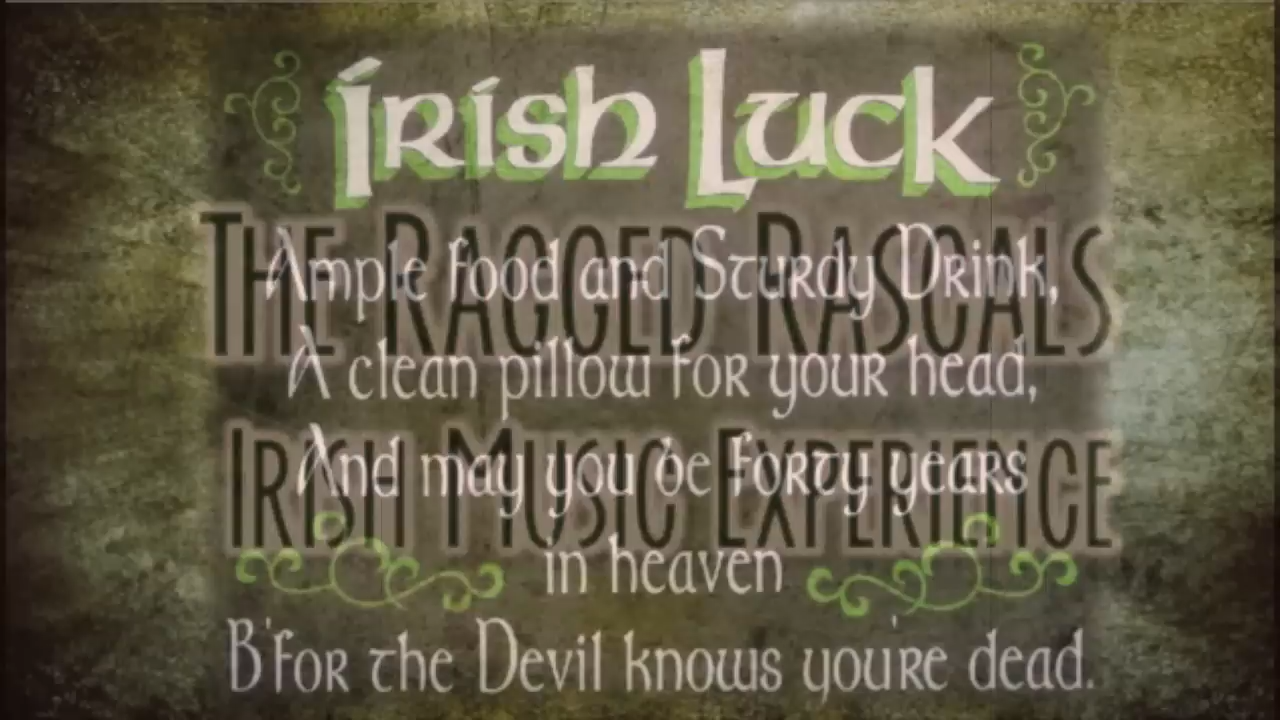 Irish Luck
THE RAGGED RASCALS
Ample food and Sturdy Drink,
A clean pillow for your head,
IRISH MUSIC EXPERIENCE
And may you be forty years
in heaven
B'for the Devil knows you're dead.